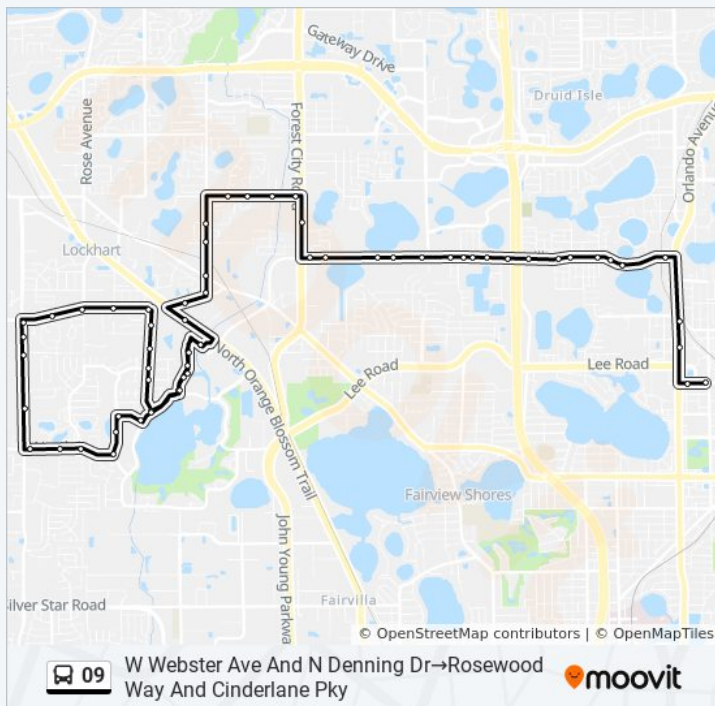 Gateway Drive
Druid Isle
Rose Avenue
Forest City Ro
Orlando Avenue
Lockhart
North Orange Blossom Trail
Lee Road
Lee Road
Fairview Shores
John Young Parkwa
Fairvilla
Silver Star Road
© OpenStreetMap contributors | © OpenMapTiles
09
W Webster Ave And N Denning Dr→Rosewood
Way And Cinderlane Pky
moovit